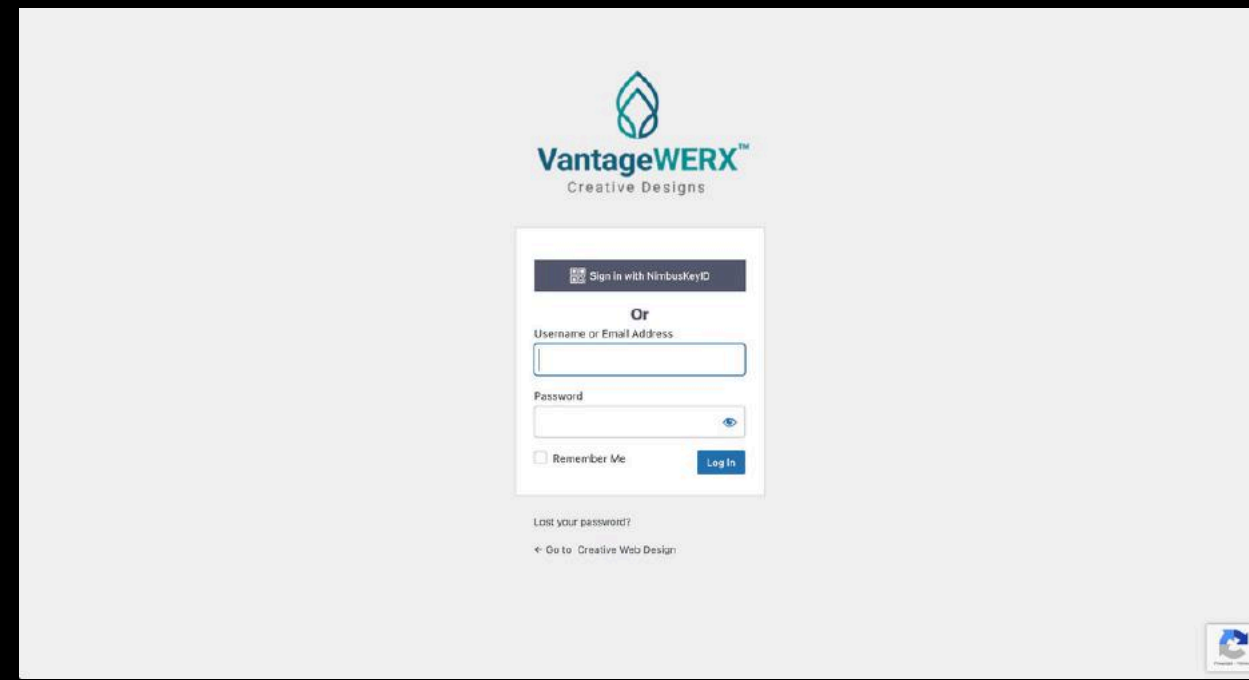 VantageWERX™
Creative Designs
Sign in with NimbusKeyID
Or
Username or Email Address
Password
Remember Me
Log In
Lost your password?
← Go to Creative Web Design